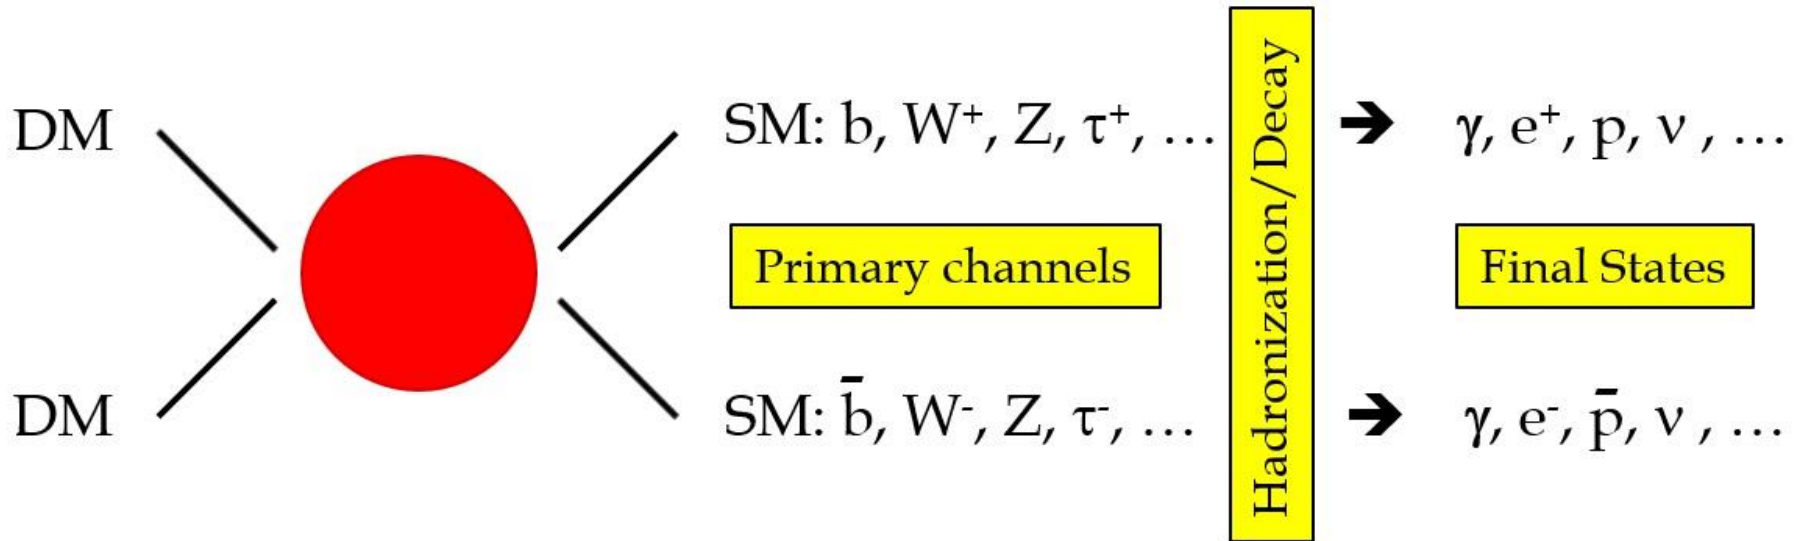 DM
SM: b, W⁺, Z, τ⁺, …
Hadronization/Decay
➔ γ, e⁺, p, ν , …
Primary channels
Final States
DM
SM: b̄, W⁻, Z, τ⁻, …
➔ γ, e⁻, p̄, ν , …